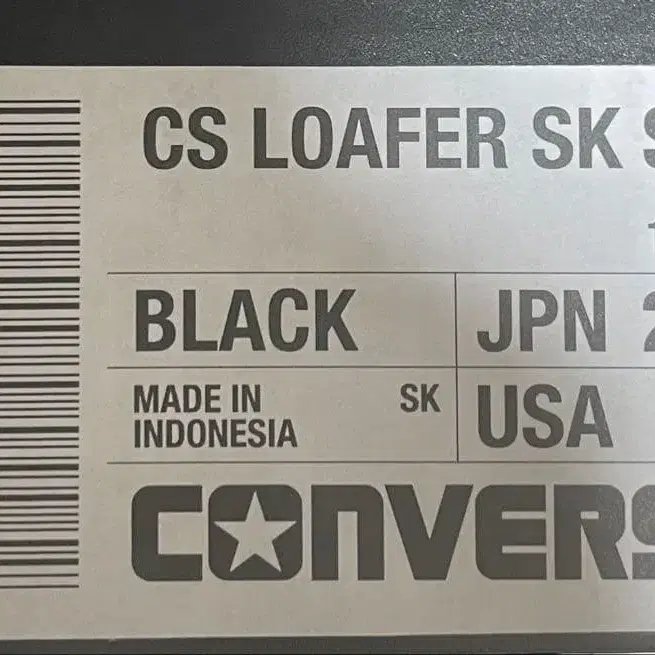 CS LOAFER SK
BLACK
JPN
MADE IN
INDONESIA
SK
USA
CONVERS